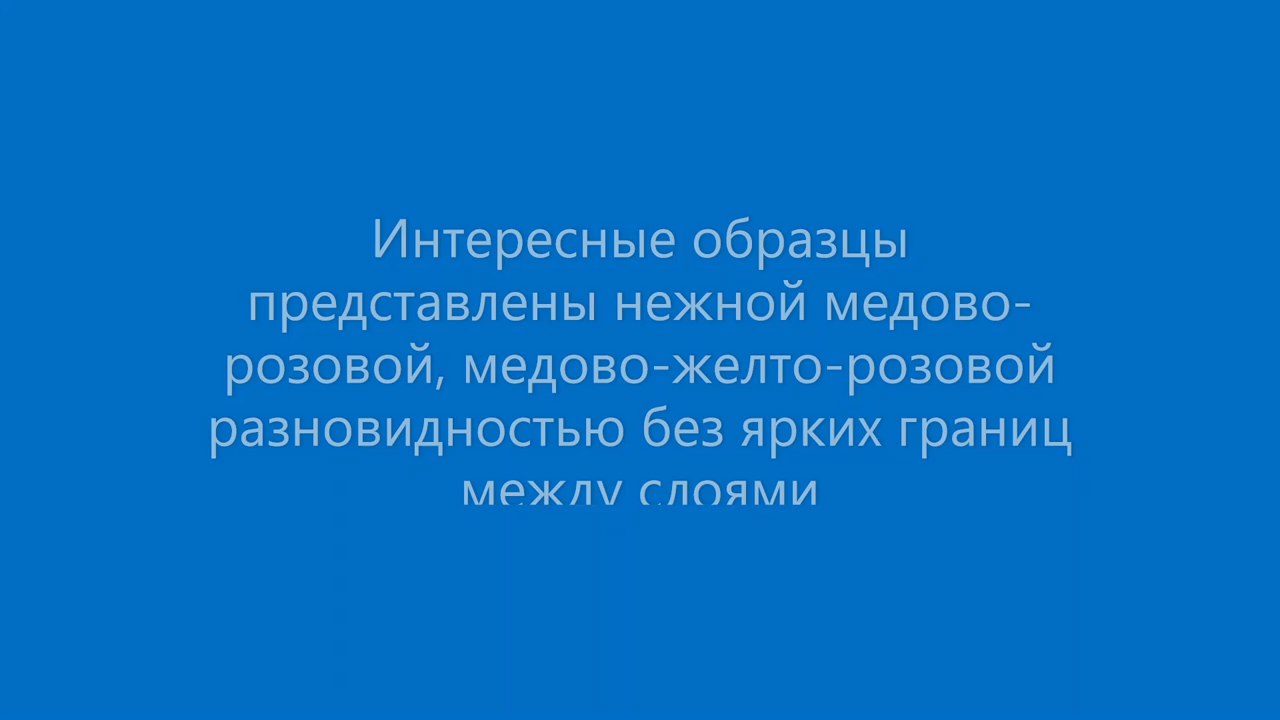 Интересные образцы
представлены нежной медово-
розовой, медово-желто-розовой
разновидностью без ярких границ
между слоями